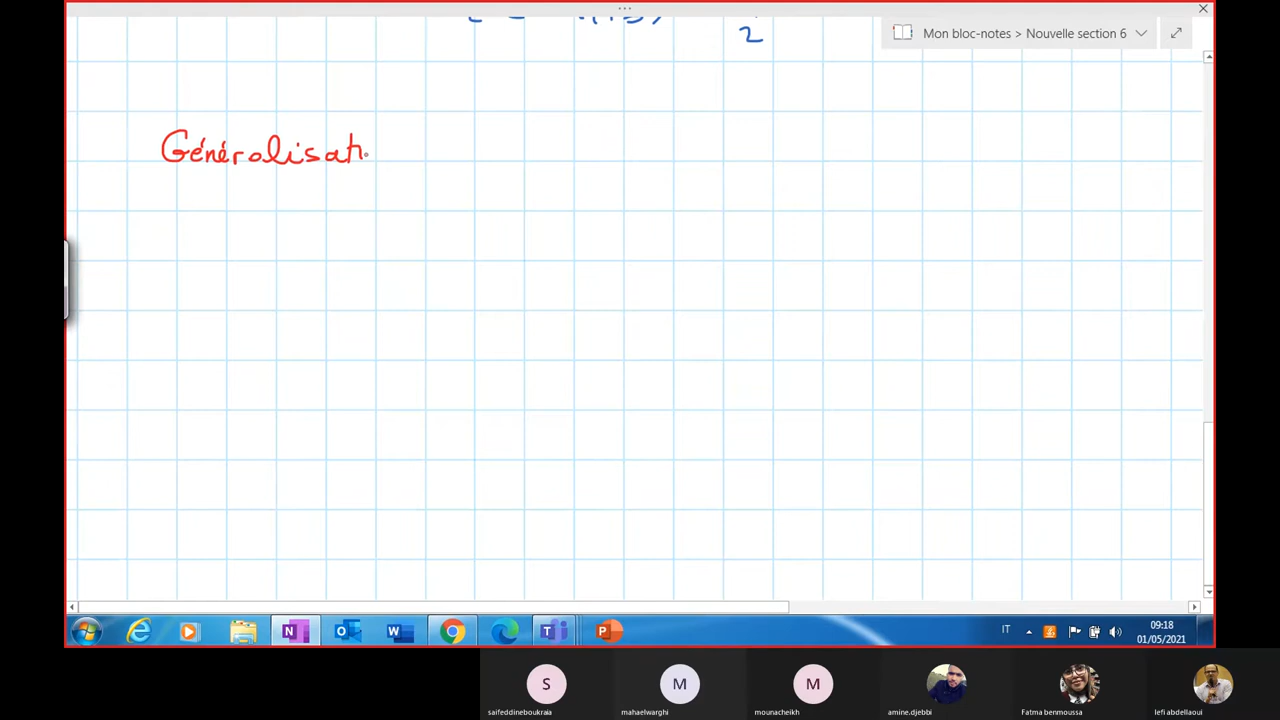 2
Mon bloc-notes > Nouvelle section 6
Généralisat
IT
09:18
01/05/2021
S
M
M
saifeddineboukraia
mahaelwarghi
mounacheikh
amine.djebbi
Fatma benmoussa
lefi abdellaoui